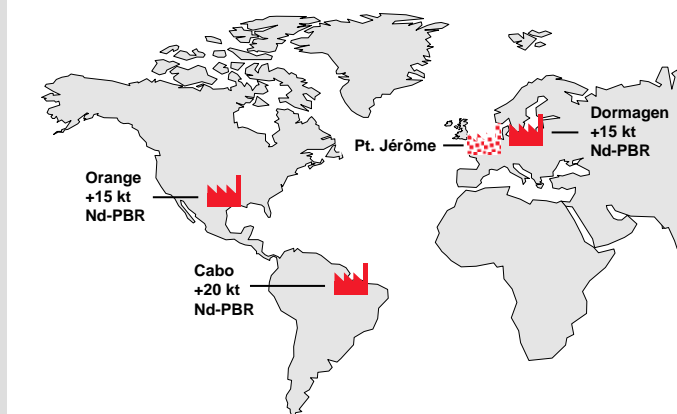 Dormagen
+15 kt
Nd-PBR
Pt. Jérôme
Orange
+15 kt
Nd-PBR
Cabo
+20 kt
Nd-PBR